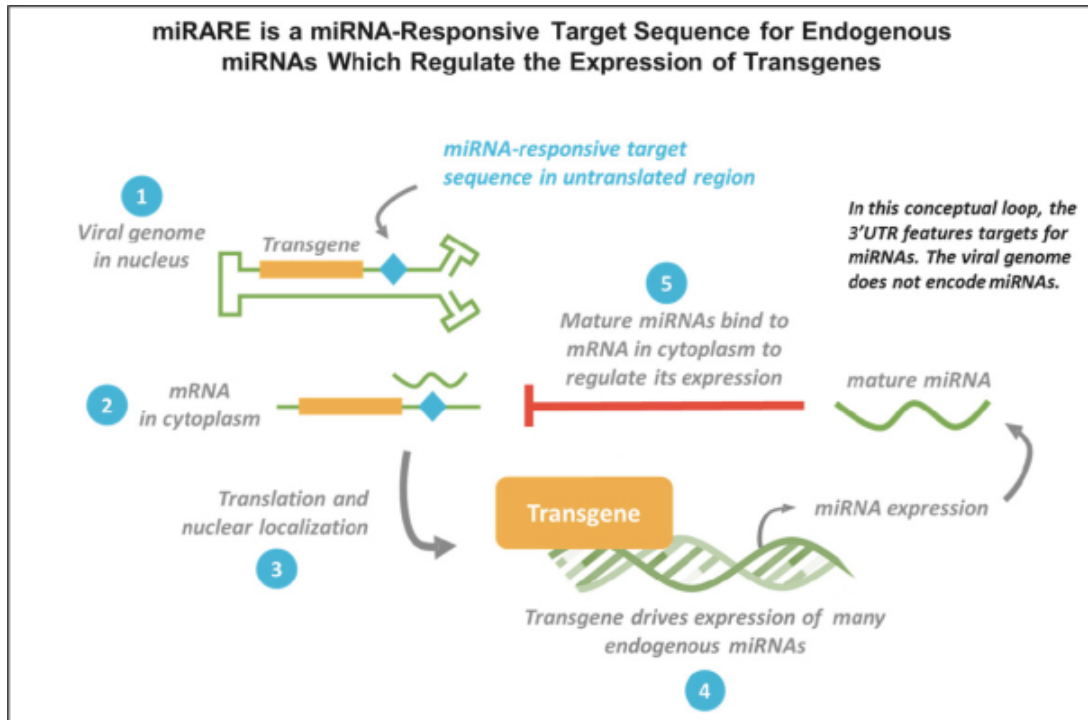 miRARE is a miRNA-Responsive Target Sequence for Endogenous
miRNAs Which Regulate the Expression of Transgenes
miRNA-responsive target
sequence in untranslated region
1
Viral genome
in nucleus
Transgene
In this conceptual loop, the
3'UTR features targets for
miRNAs. The viral genome
does not encode miRNAs.
5
Mature miRNAs bind to
mRNA in cytoplasm to
regulate its expression
2
mRNA
in cytoplasm
mature miRNA
Translation and
nuclear localization
3
Transgene
miRNA expression
Transgene drives expression of many
endogenous miRNAs
4